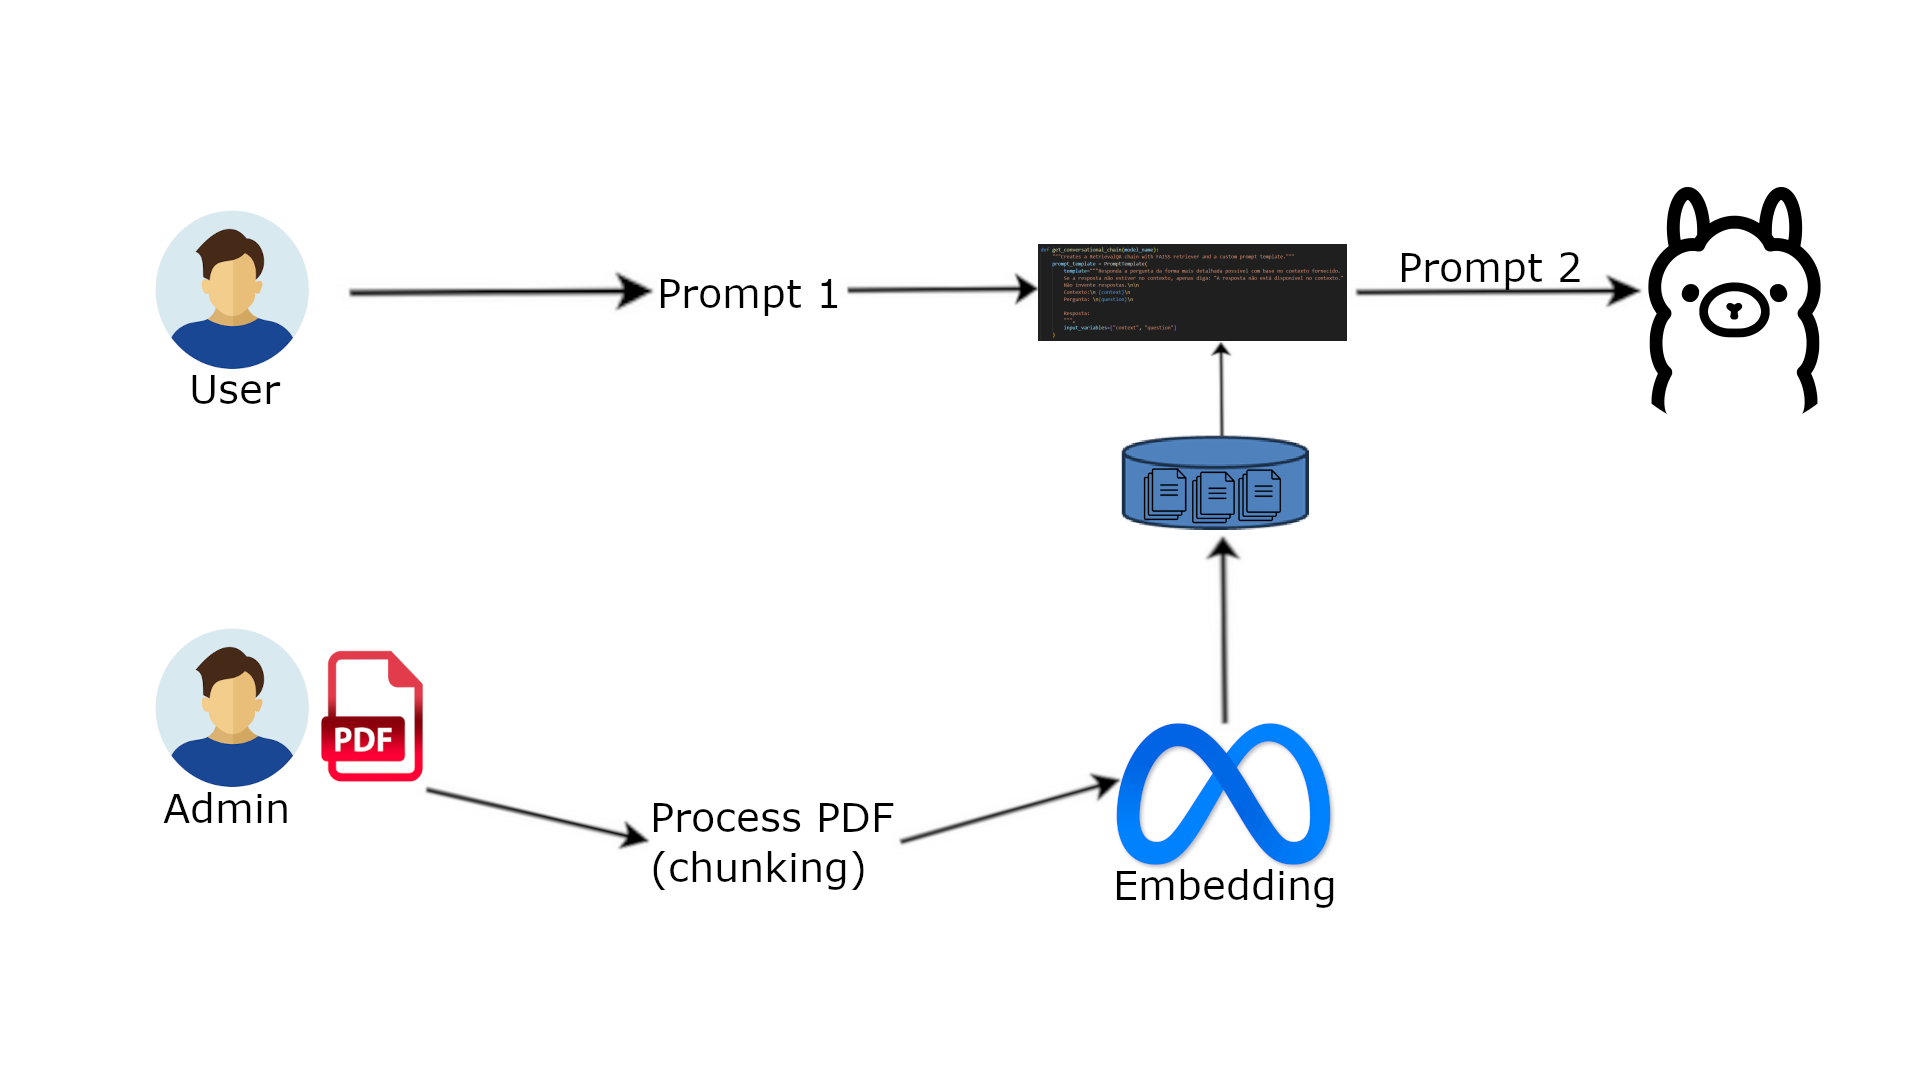 User
Prompt 1
def get_conversational_chain(model_name):
"""Creates a RetrievalQA chain with FAISS retriever and a custom prompt template."""
prompt_template = PromptTemplate(
template="""Responda a pergunta da forma mais detalhada possível com base no contexto fornecido.
Se a resposta não estiver no contexto, apenas diga: "A resposta não está disponível no contexto."
Não invente respostas.\n\n
Contexto:\n {context}\n
Pergunta: \n{question}\n
Resposta:
""",
input_variables=["context", "question"]
)
Prompt 2
Admin
PDF
Process PDF
(chunking)
Embedding